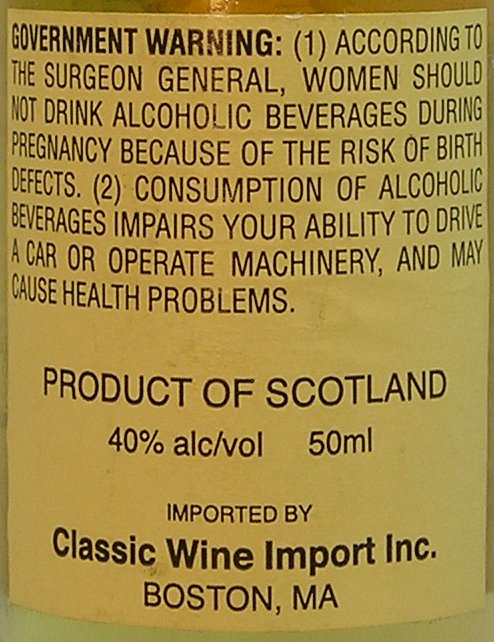 GOVERNMENT WARNING: (1) ACCORDING TO
THE SURGEON GENERAL, WOMEN SHOULD
NOT DRINK ALCOHOLIC BEVERAGES DURING
PREGNANCY BECAUSE OF THE RISK OF BIRTH
DEFECTS. (2) CONSUMPTION OF ALCOHOLIC
BEVERAGES IMPAIRS YOUR ABILITY TO DRIVE
A CAR OR OPERATE MACHINERY, AND MAY
CAUSE HEALTH PROBLEMS.
PRODUCT OF SCOTLAND
40% alc/vol 50ml
IMPORTED BY
Classic Wine Import Inc.
BOSTON, MA